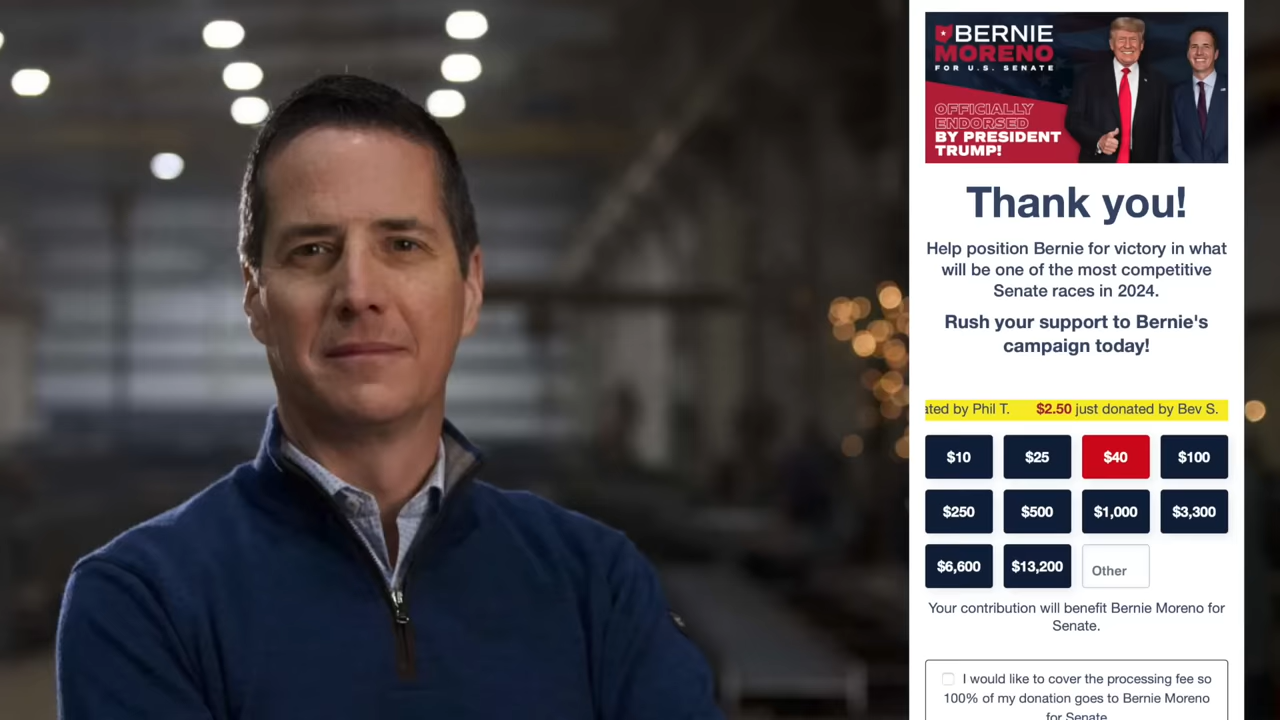 BERNIE
MORENO
FOR U.S. SENATE
OFFICIALLY
ENDORSED
BY PRESIDENT
TRUMP!
Thank you!
Help position Bernie for victory in what
will be one of the most competitive
Senate races in 2024.
Rush your support to Bernie's
campaign today!
ated by Phil T. $2.50 just donated by Bev S.
$10 $25 $40 $100
$250 $500 $1,000 $3,300
$6,600 $13,200 Other
Your contribution will benefit Bernie Moreno for
Senate.
I would like to cover the processing fee so
100% of my donation goes to Bernie Moreno
for Senate